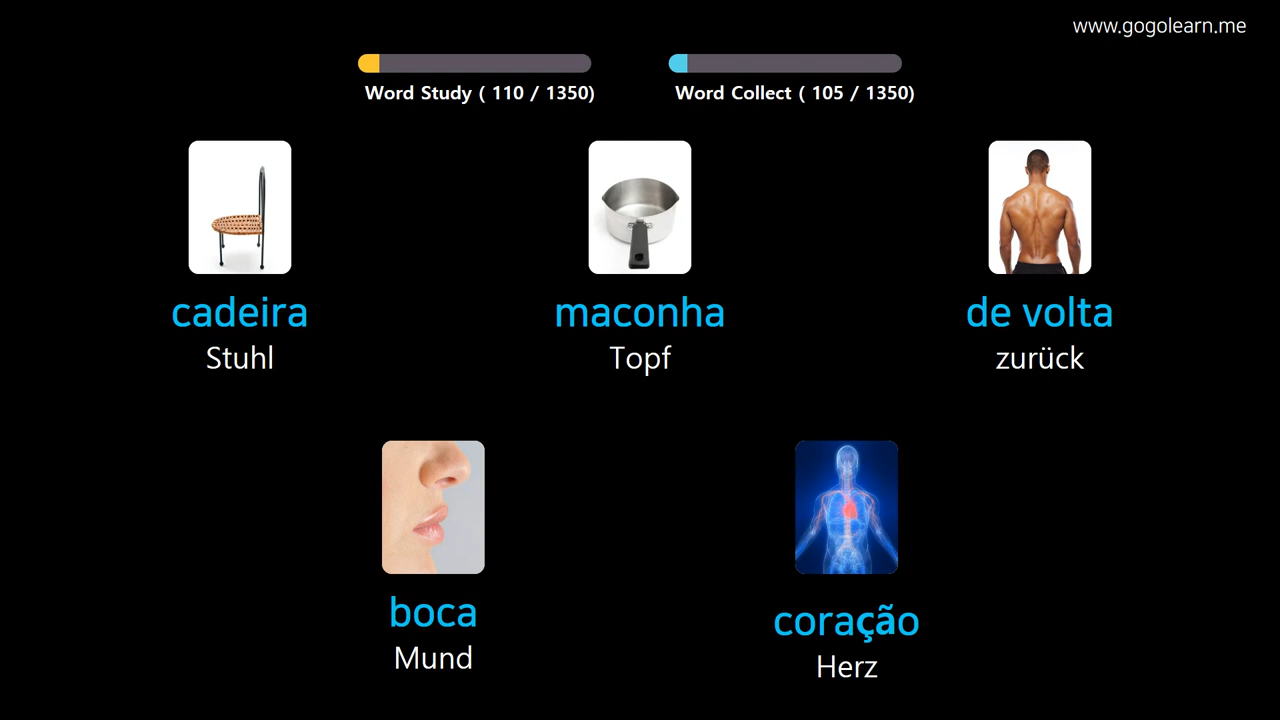 www.gogolearn.me
Word Study ( 110 / 1350)
Word Collect ( 105 / 1350)
cadeira
Stuhl
maconha
Topf
de volta
zurück
boca
Mund
coração
Herz